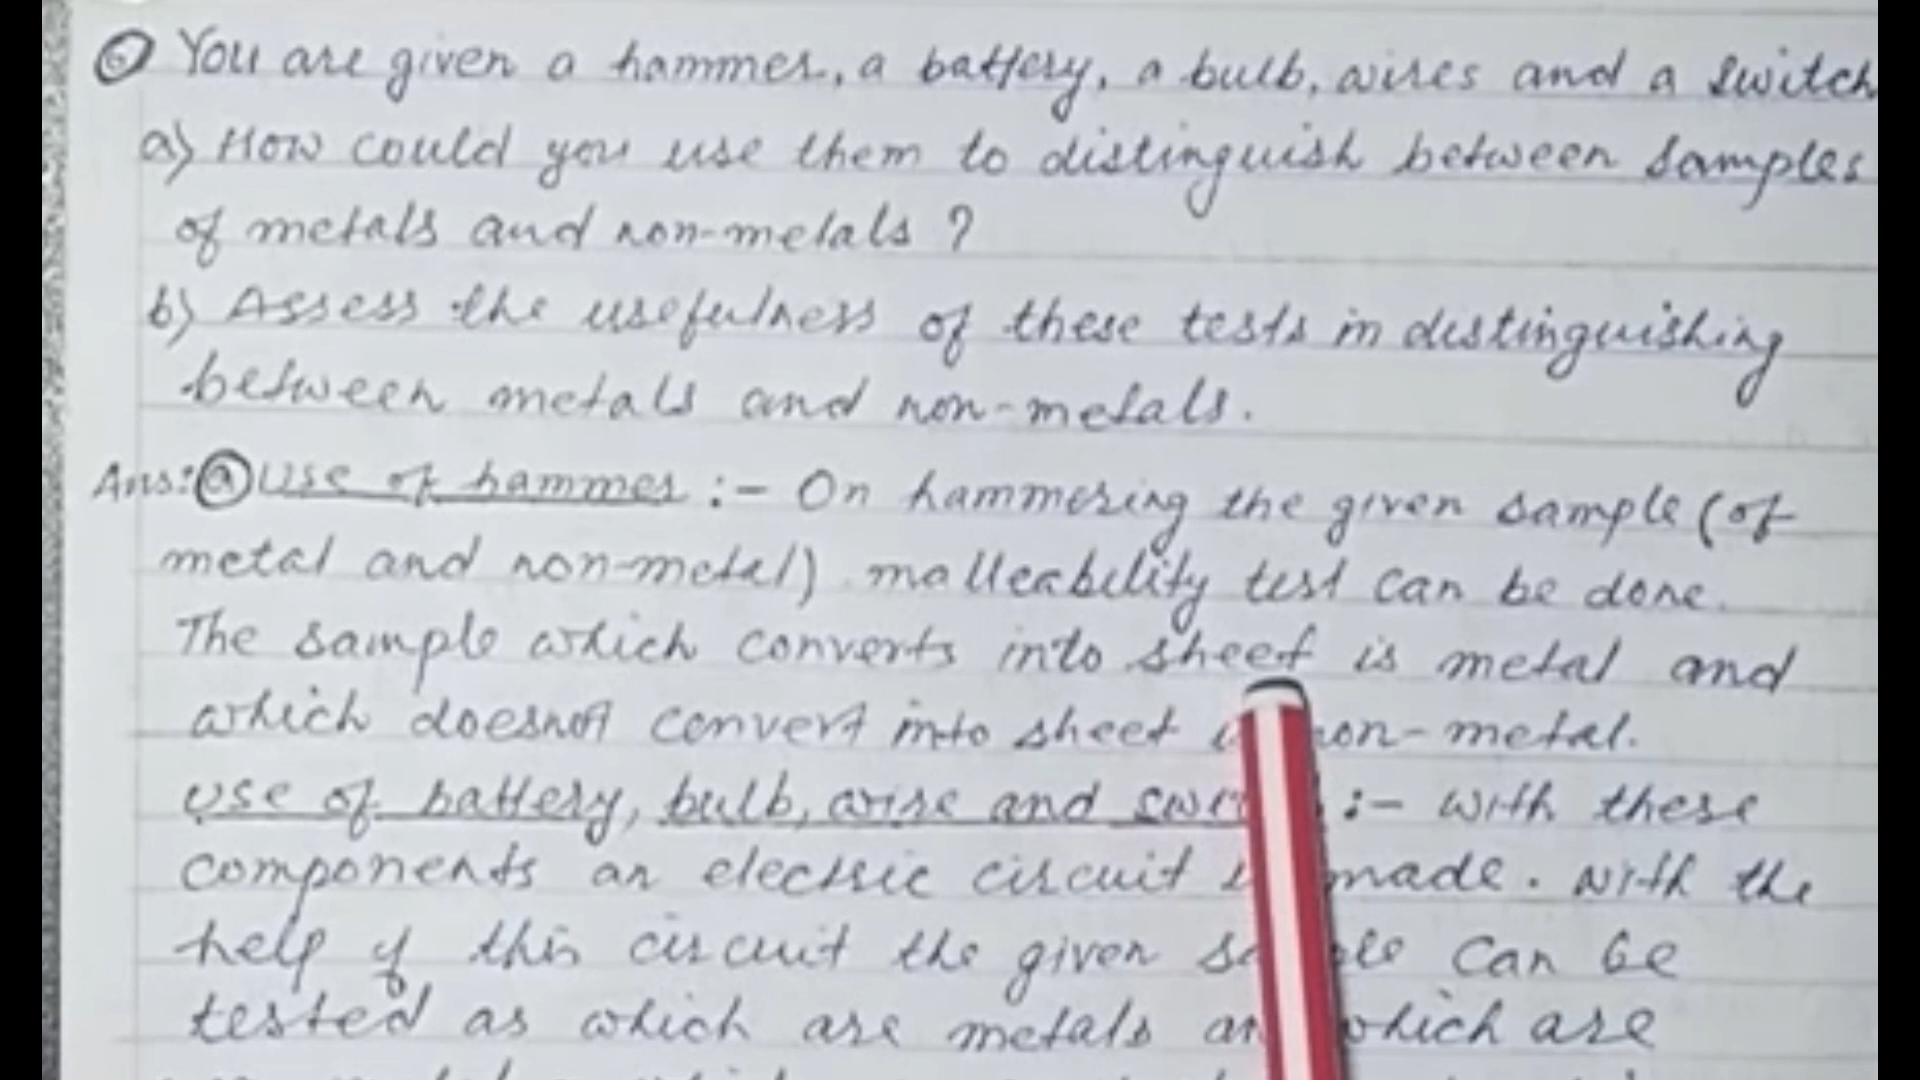 6 You are given a hammer, a battery, a bulb, wires and a switch
a) How could you use them to distinguish between samples
of metals and non-metals ?
b) Assess the usefulness of these tests in distinguishing
between metals and non-metals.
Ans: a Use of hammer :- On hammering the given sample (of
metal and non-metal) malleability test can be done.
The sample which converts into sheet is metal and
which doesnot convert into sheet non-metal.
Use of battery, bulb, wire and :- with these
components an electric circuit made. With the
help of this circuit the given can be
tested as which are metals which are